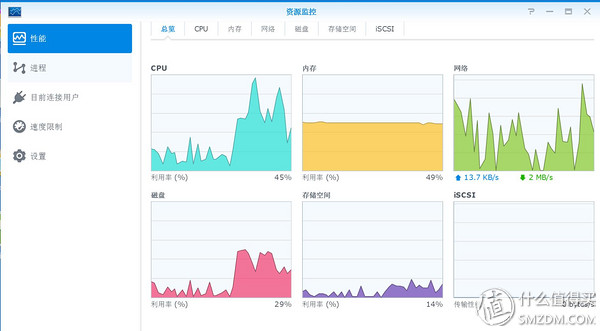 资源监控
总览 CPU 内存 网络 磁盘 存储空间 iSCSI
性能
进程
目前连接用户
速度限制
设置
CPU
利用率 (%) 45%
内存
利用率 (%) 49%
网络
13.7 KB/s 2 MB/s
磁盘
利用率 (%) 29%
存储空间
利用率 (%) 14%
iSCSI
传输性
值 什么值得买
SMZDM.COM